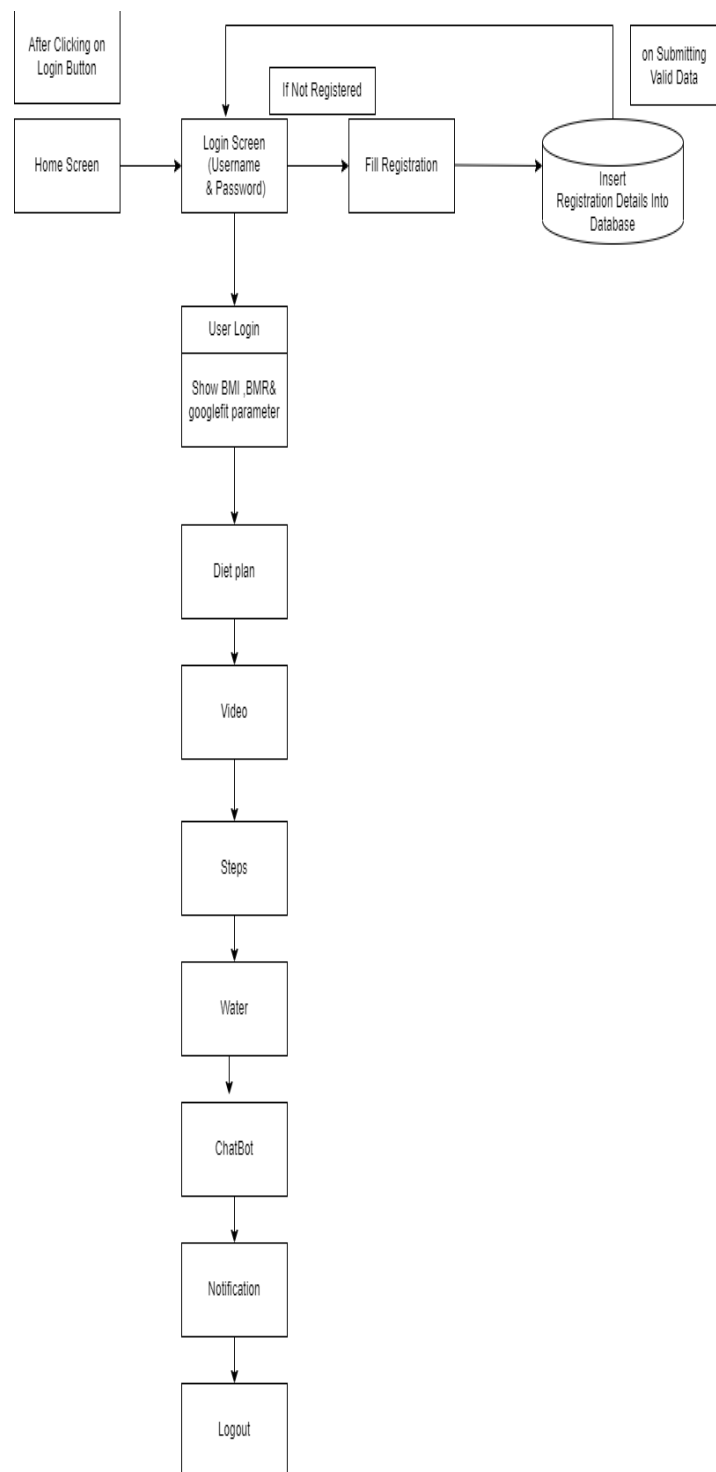 After Clicking on
Login Button
on Submitting
Valid Data
If Not Registered
Home Screen
Login Screen
(Username
& Password)
Fill Registration
Insert
Registration Details Into
Database
User Login
Show BMI ,BMR&
googlefit parameter
Diet plan
Video
Steps
Water
ChatBot
Notification
Logout